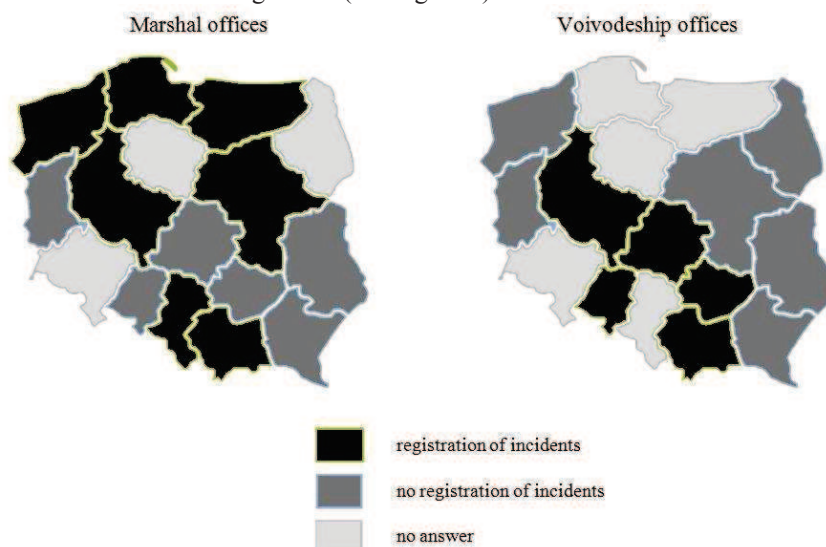 Marshal offices
Voivodeship offices
registration of incidents
no registration of incidents
no answer